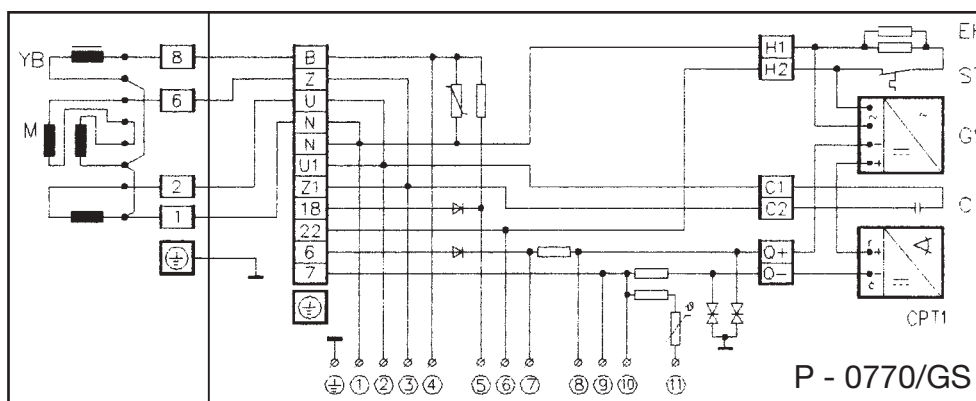 YB
M
8
6
2
1
B
Z
U
N
N
U1
Z1
18
22
6
7
H1
H2
C1
C2
Q+
Q-
~
~
-
+
r
+
-
c
CPT1
ϑ
1
2
3
4
5
6
7
8
9
10
11
P - 0770/GS